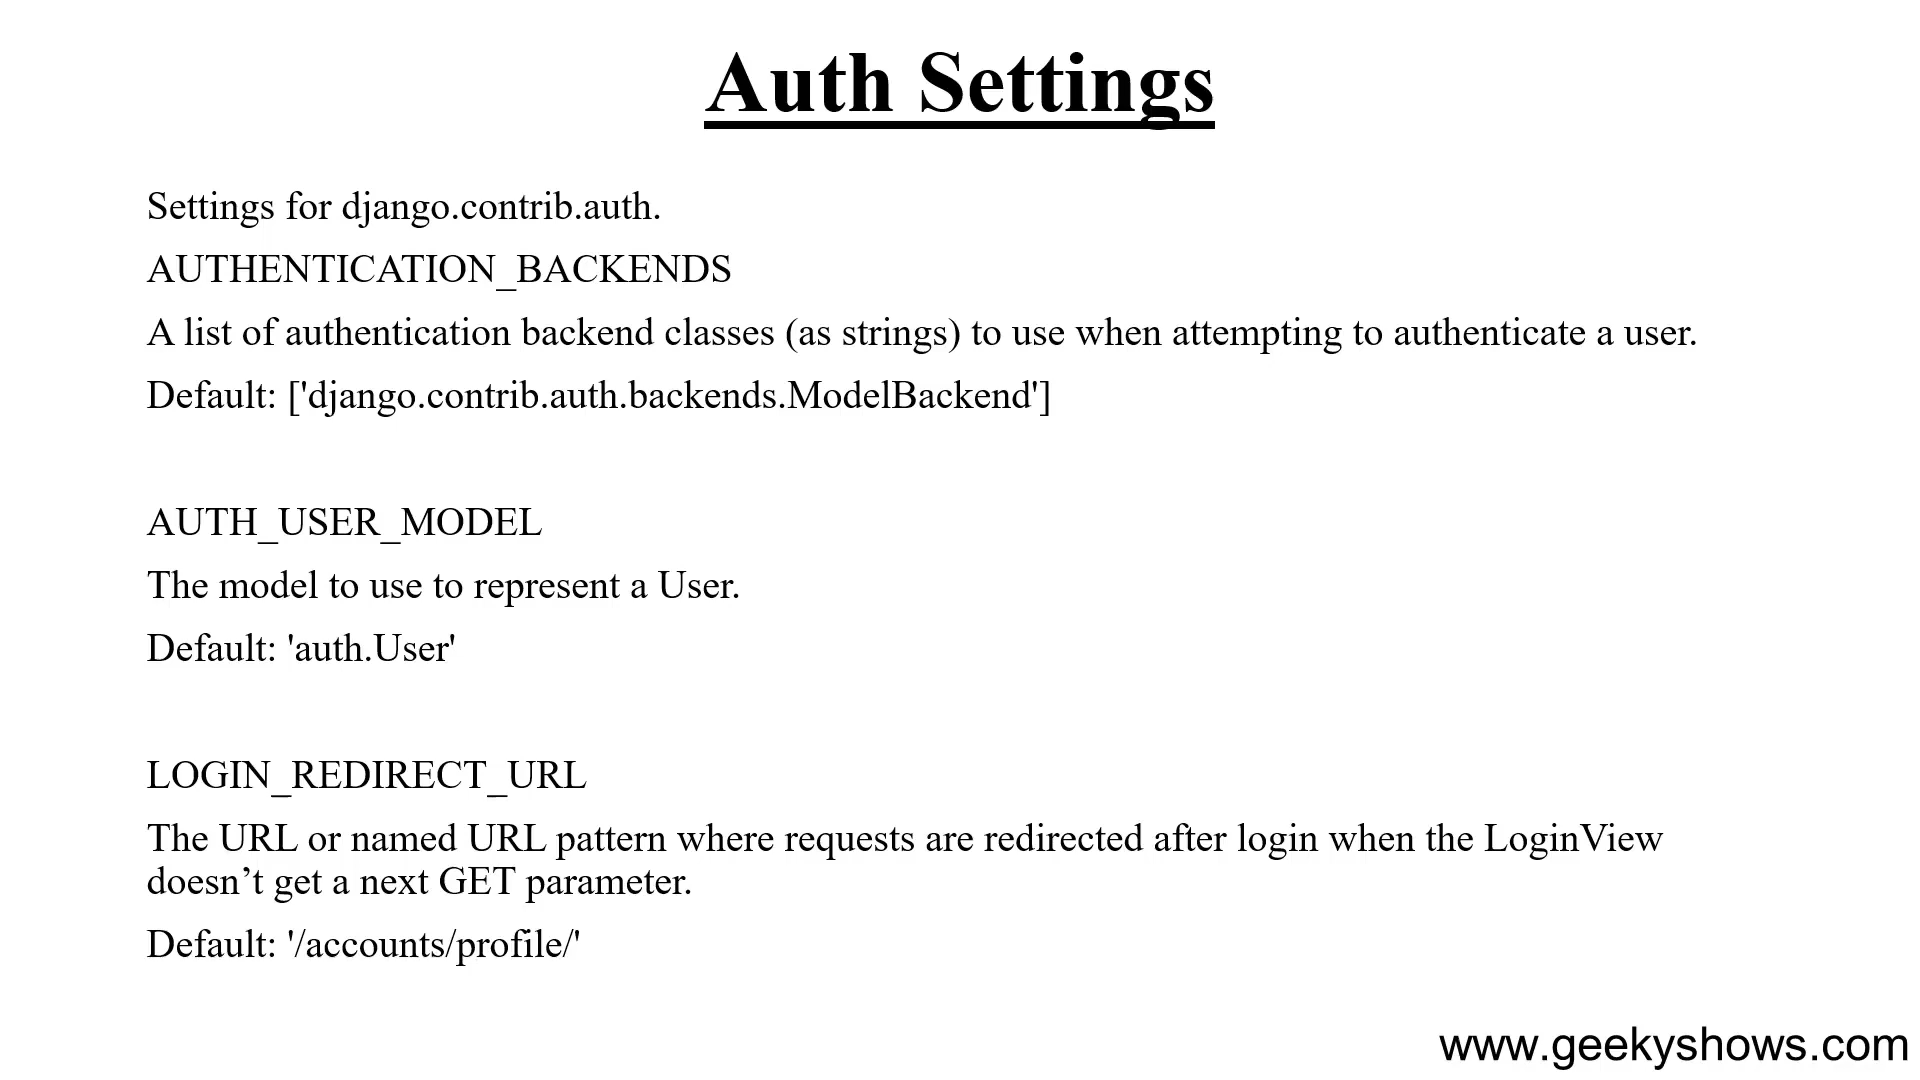 Auth Settings
Settings for django.contrib.auth.
AUTHENTICATION_BACKENDS
A list of authentication backend classes (as strings) to use when attempting to authenticate a user.
Default: ['django.contrib.auth.backends.ModelBackend']
AUTH_USER_MODEL
The model to use to represent a User.
Default: 'auth.User'
LOGIN_REDIRECT_URL
The URL or named URL pattern where requests are redirected after login when the LoginView
doesn’t get a next GET parameter.
Default: '/accounts/profile/'
www.geekyshows.com